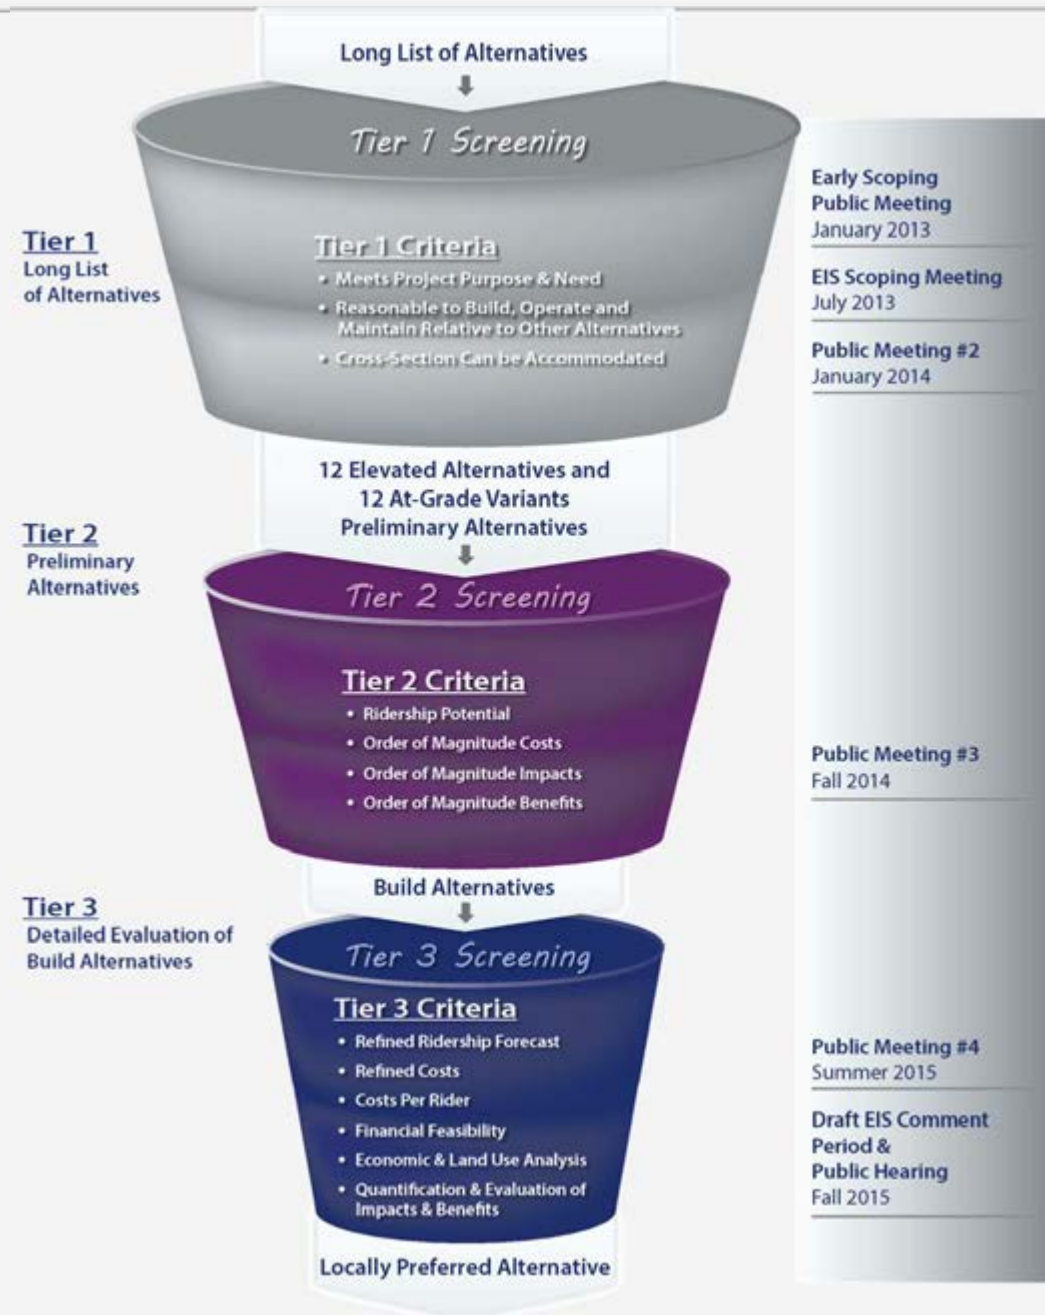 Long List of Alternatives
Tier 1 Screening
Tier 1
Long List
of Alternatives
Tier 1 Criteria
• Meets Project Purpose & Need
• Reasonable to Build, Operate and
Maintain Relative to Other Alternatives
• Cross-Section Can be Accommodated
12 Elevated Alternatives and
12 At-Grade Variants
Preliminary Alternatives
Tier 2
Preliminary
Alternatives
Tier 2 Screening
Tier 2 Criteria
• Ridership Potential
• Order of Magnitude Costs
• Order of Magnitude Impacts
• Order of Magnitude Benefits
Build Alternatives
Tier 3
Detailed Evaluation of
Build Alternatives
Tier 3 Screening
Tier 3 Criteria
• Refined Ridership Forecast
• Refined Costs
• Costs Per Rider
• Financial Feasibility
• Economic & Land Use Analysis
• Quantification & Evaluation of
Impacts & Benefits
Locally Preferred Alternative
Early Scoping
Public Meeting
January 2013
EIS Scoping Meeting
July 2013
Public Meeting #2
January 2014
Public Meeting #3
Fall 2014
Public Meeting #4
Summer 2015
Draft EIS Comment
Period &
Public Hearing
Fall 2015